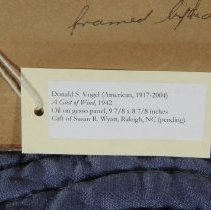 framed by
Donald S. Vogel (American, 1917-2004)
A Gust of Wind, 1942
Oil on gesso panel, 9 7/8 x 8 7/8 inches
Gift of Susan B. Wyatt, Raleigh, NC (pending)